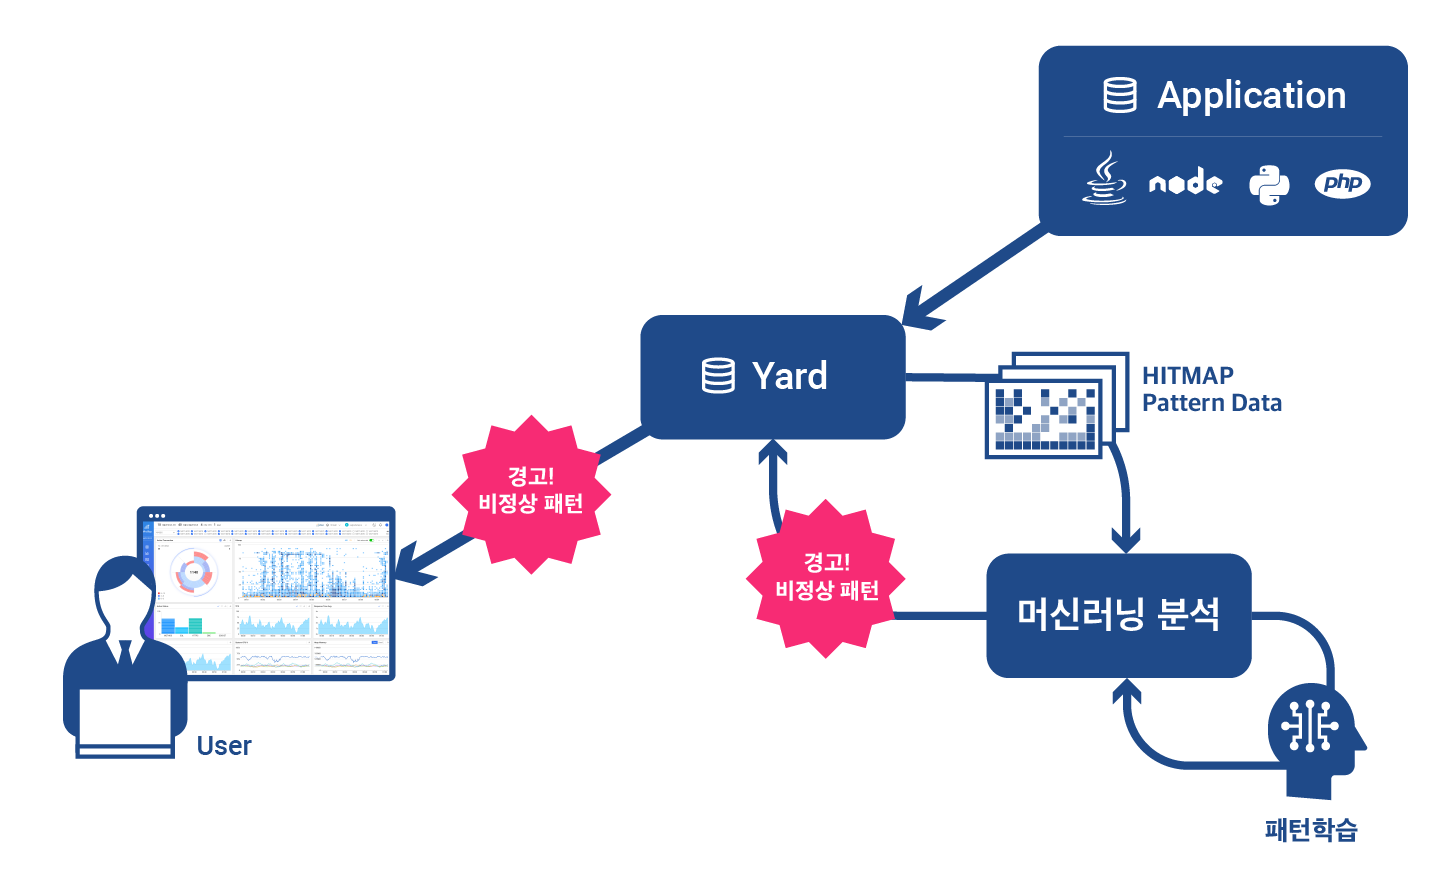 Application
node
php
Yard
HITMAP
Pattern Data
경고!
비정상 패턴
경고!
비정상 패턴
머신러닝 분석
User
패턴학습